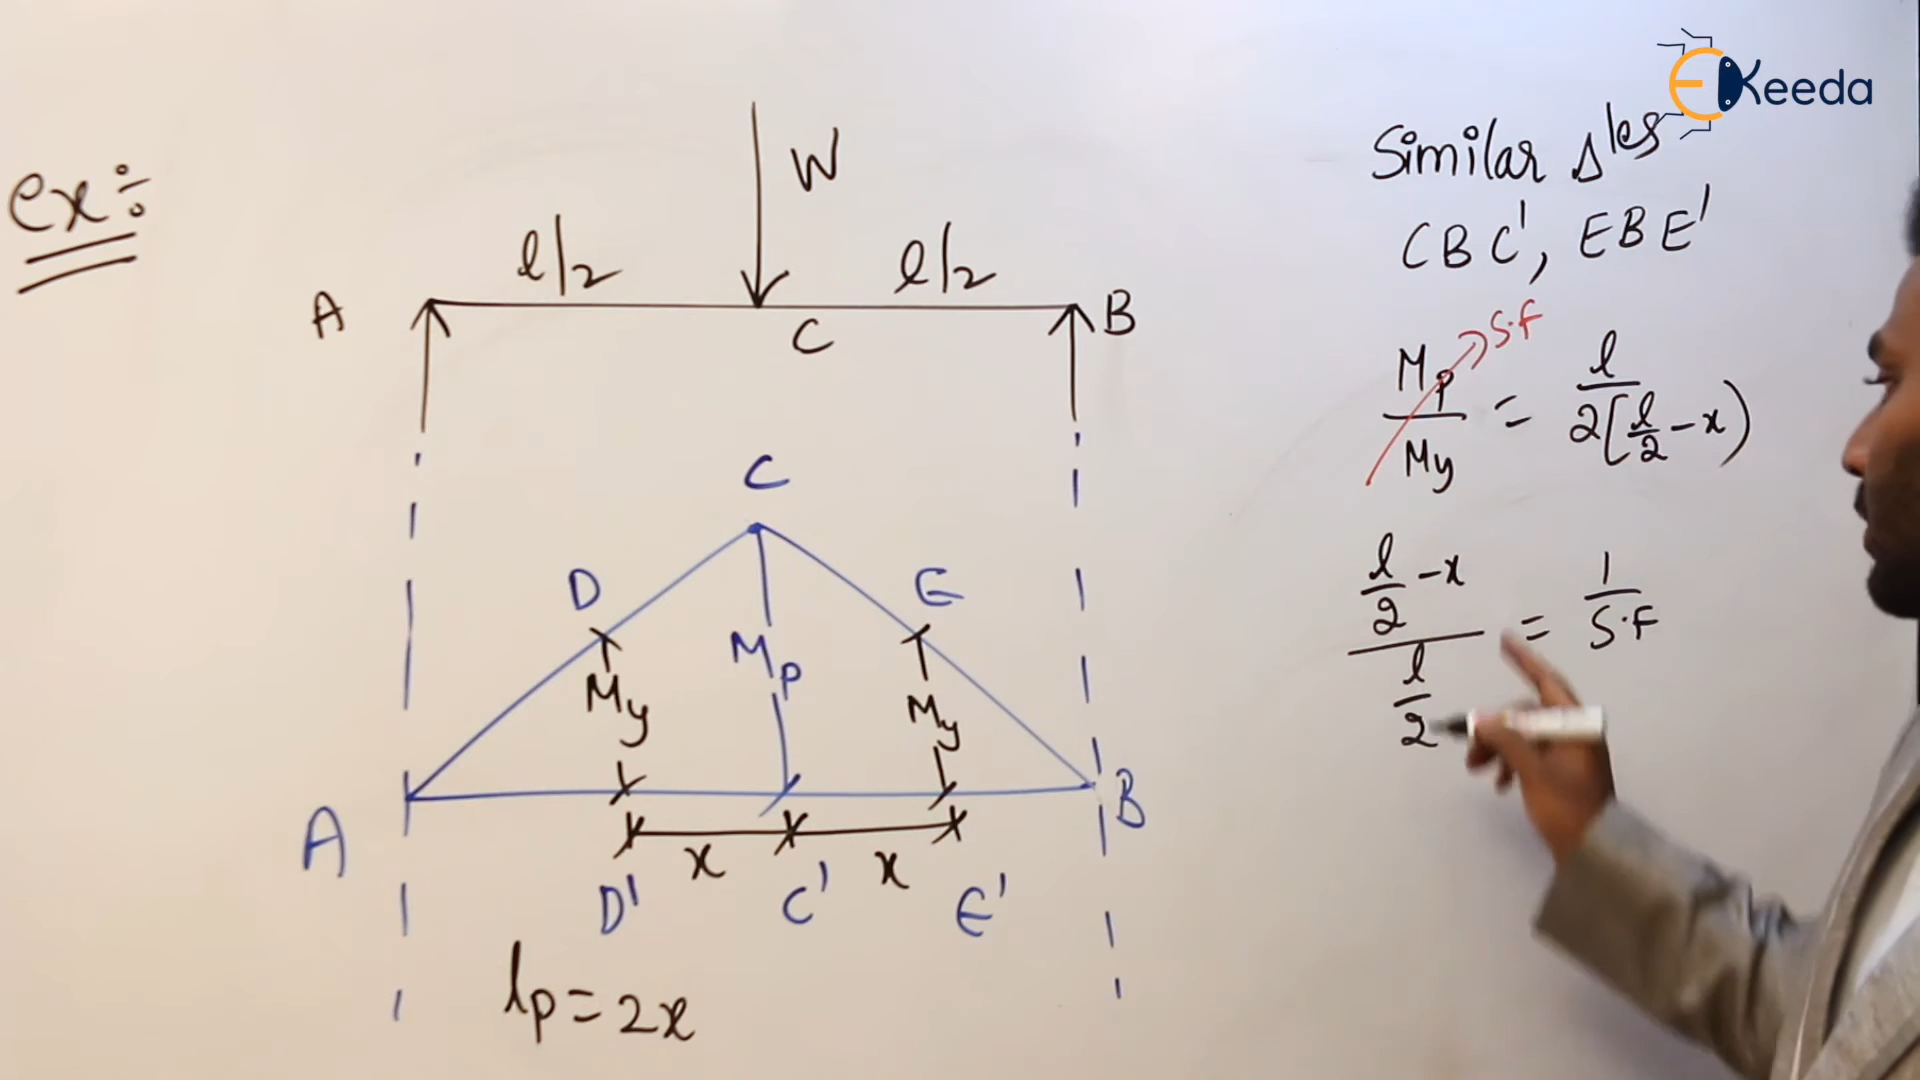 EKeeda
ex:
W
l/2 l/2
A C B
C
D E
Mp
My My
A B
x x
D' C' E'
lp = 2x
Similar Δles
CBC', EBE'
Mp/My = l/2[l/2 - x)
S.F
l/2 - x / l/2 = 1/S.F